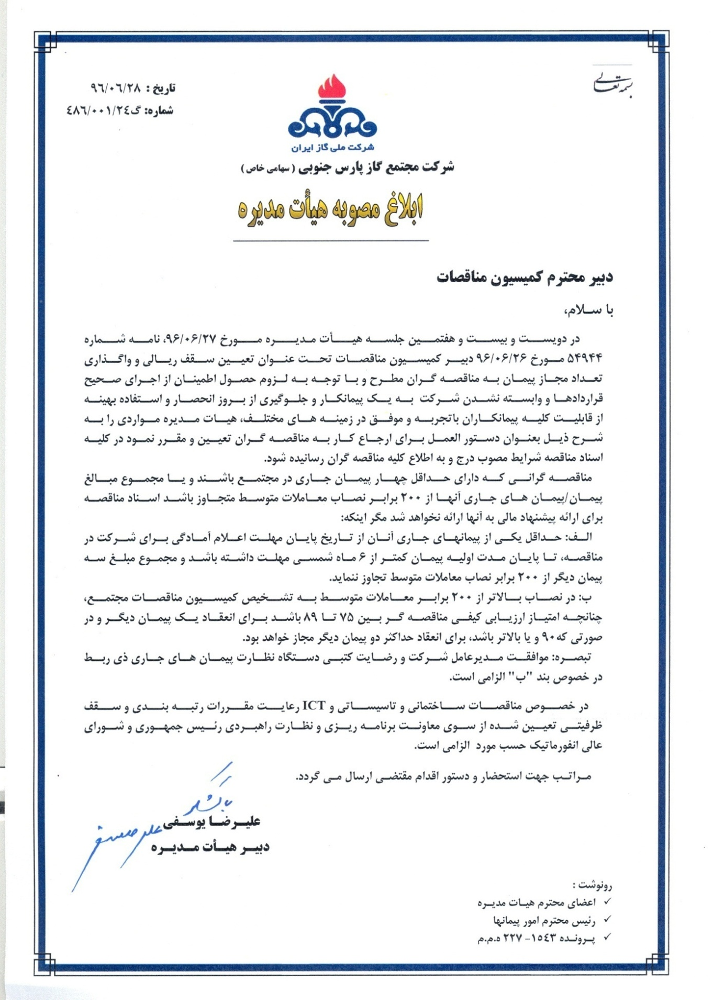 بسمه تعالی
تاریخ : ۹۶/۰۶/۲۸
شماره: گ۴۸۶/۰۰۱/۲۴
شرکت ملی گاز ایران
شرکت مجتمع گاز پارس جنوبی ( سهامی خاص )
ابلاغ مصوبه هیأت مدیره
دبیر محترم کمیسیون مناقصات
با سلام،
در دویست و بیست و هفتمین جلسه هیأت مدیره مورخ ۹۶/۰۶/۲۷، نامه شماره
۵۴۹۴۴ مورخ ۹۶/۰۶/۲۶ دبیر کمیسیون مناقصات تحت عنوان تعیین سقف ریالی و واگذاری
تعداد مجاز پیمان به مناقصه گران مطرح و با توجه به لزوم حصول اطمینان از اجرای صحیح
قراردادها و وابسته نشدن شرکت به یک پیمانکار و جلوگیری از بروز انحصار و استفاده بهینه
از قابلیت کلیه پیمانکاران باتجربه و موفق در زمینه های مختلف، هیات مدیره مواردی را به
شرح ذیل بعنوان دستور العمل برای ارجاع کار به مناقصه گران تعیین و مقرر نمود در کلیه
اسناد مناقصه شرایط مصوب درج و به اطلاع کلیه مناقصه گران رسانیده شود.
مناقصه گرانی که دارای حداقل چهار پیمان جاری در مجتمع باشند و یا مجموع مبالغ
پیمان/پیمان های جاری آنها از ۲۰۰ برابر نصاب معاملات متوسط متجاوز باشد اسناد مناقصه
برای ارائه پیشنهاد مالی به آنها ارائه نخواهد شد مگر اینکه:
الف: حداقل یکی از پیمانهای جاری آنان از تاریخ پایان مهلت اعلام آمادگی برای شرکت در
مناقصه، تا پایان مدت اولیه پیمان کمتر از ۶ ماه شمسی مهلت داشته باشد و مجموع مبلغ سه
پیمان دیگر از ۲۰۰ برابر نصاب معاملات متوسط تجاوز ننماید.
ب: در نصاب بالاتر از ۲۰۰ برابر معاملات متوسط به تشخیص کمیسیون مناقصات مجتمع،
چنانچه امتیاز ارزیابی کیفی مناقصه گر بین ۷۵ تا ۸۹ باشد برای انعقاد یک پیمان دیگر و در
صورتی که۹۰ و یا بالاتر باشد، برای انعقاد حداکثر دو پیمان دیگر مجاز خواهد بود.
تبصره: موافقت مدیرعامل شرکت و رضایت کتبی دستگاه نظارت پیمان های جاری ذی ربط
در خصوص بند "ب" الزامی است.
در خصوص مناقصات ساختمانی و تاسیساتی و ICT رعایت مقررات رتبه بندی و سقف
ظرفیتی تعیین شده از سوی معاونت برنامه ریزی و نظارت راهبردی رئیس جمهوری و شورای
عالی انفورماتیک حسب مورد الزامی است.
مراتب جهت استحضار و دستور اقدام مقتضی ارسال می گردد.
با تشکر
علیرضا یوسفی
دبیر هیأت مدیره
رونوشت :
✓ اعضای محترم هیات مدیره
✓ رئیس محترم امور پیمانها
✓ پرونده ۱۵۴۳- ۲۲۷ ه.م.م